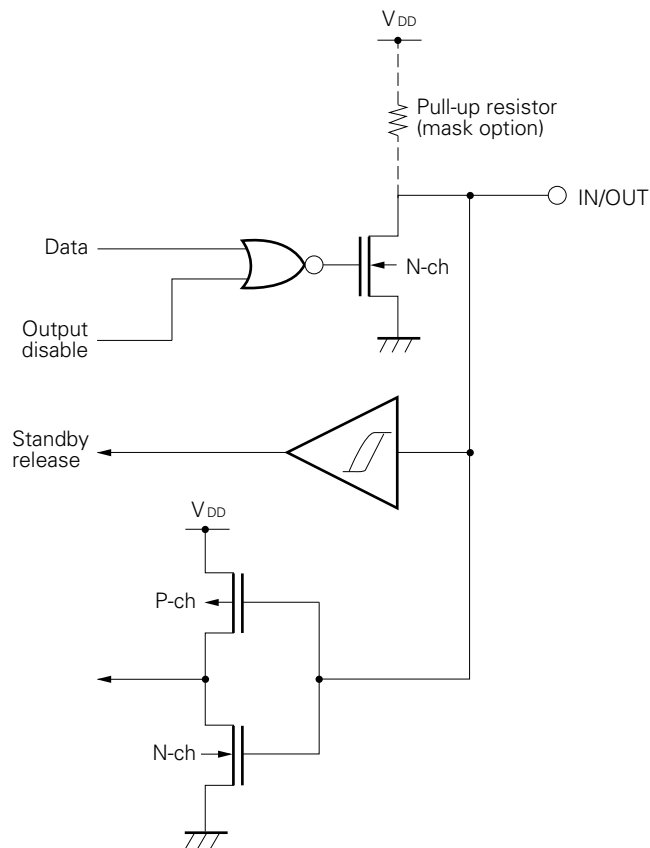 VDD
Pull-up resistor
(mask option)
IN/OUT
Data
N-ch
Output
disable
Standby
release
VDD
P-ch
N-ch